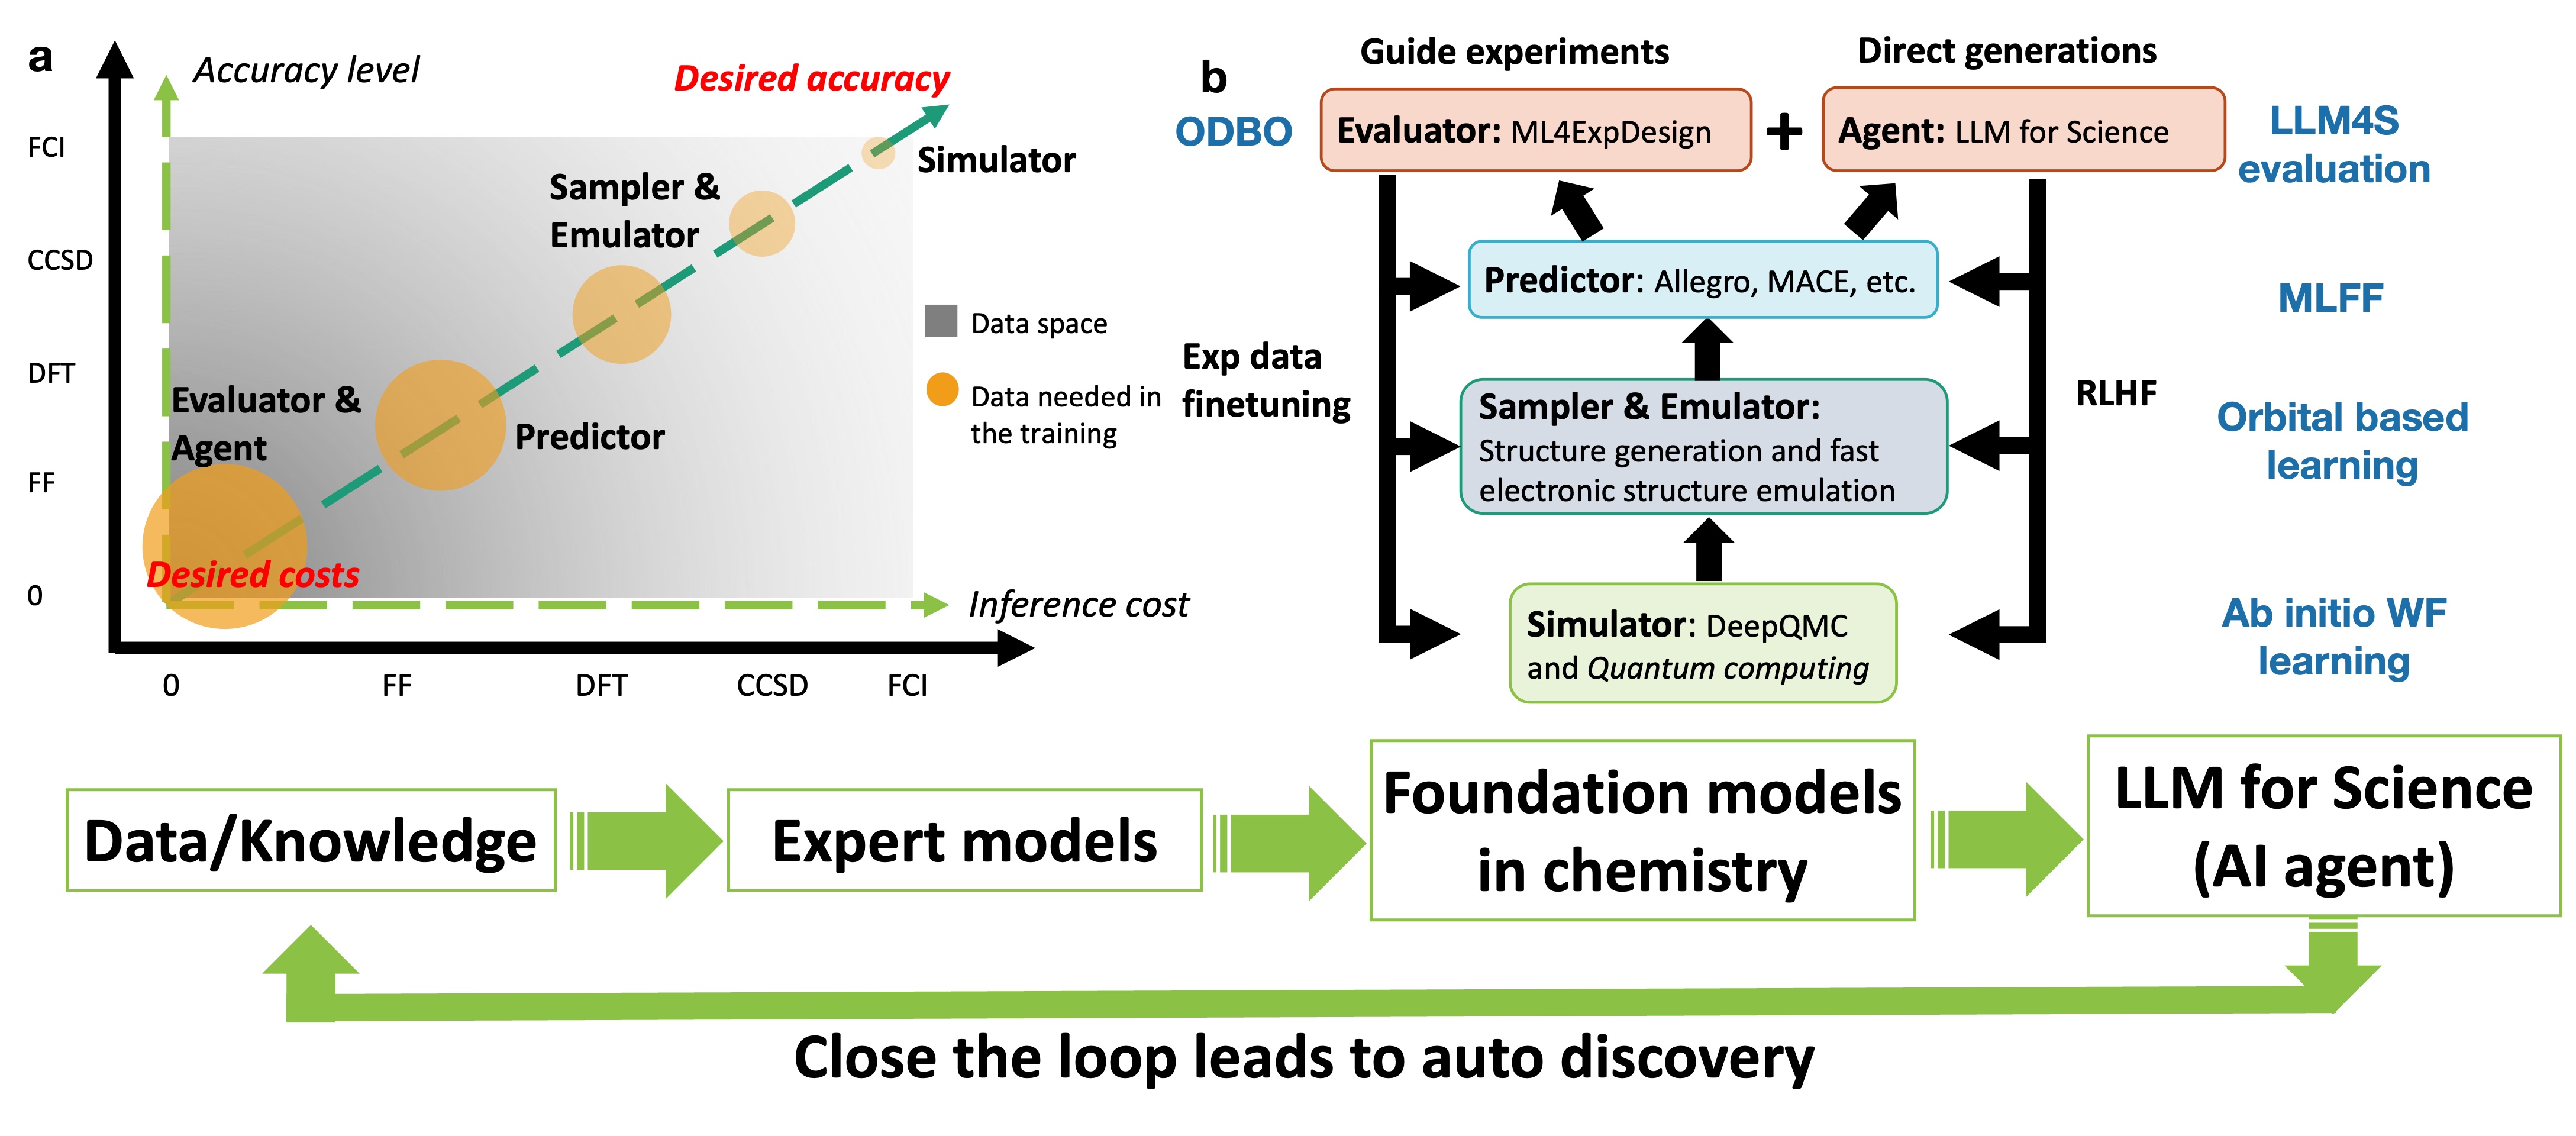 a
Accuracy level
Desired accuracy
FCI
CCSD
DFT
FF
0
Simulator
Sampler &
Emulator
Evaluator &
Agent
Predictor
Desired costs
Data space
Data needed in
the training
Inference cost
0
FF
DFT
CCSD
FCI
b
Guide experiments
Direct generations
ODBO
Evaluator: ML4ExpDesign
+
Agent: LLM for Science
LLM4S
evaluation
Predictor: Allegro, MACE, etc.
MLFF
Exp data
finetuning
Sampler & Emulator:
Structure generation and fast
electronic structure emulation
RLHF
Orbital based
learning
Simulator: DeepQMC
and Quantum computing
Ab initio WF
learning
Data/Knowledge
Expert models
Foundation models
in chemistry
LLM for Science
(AI agent)
Close the loop leads to auto discovery